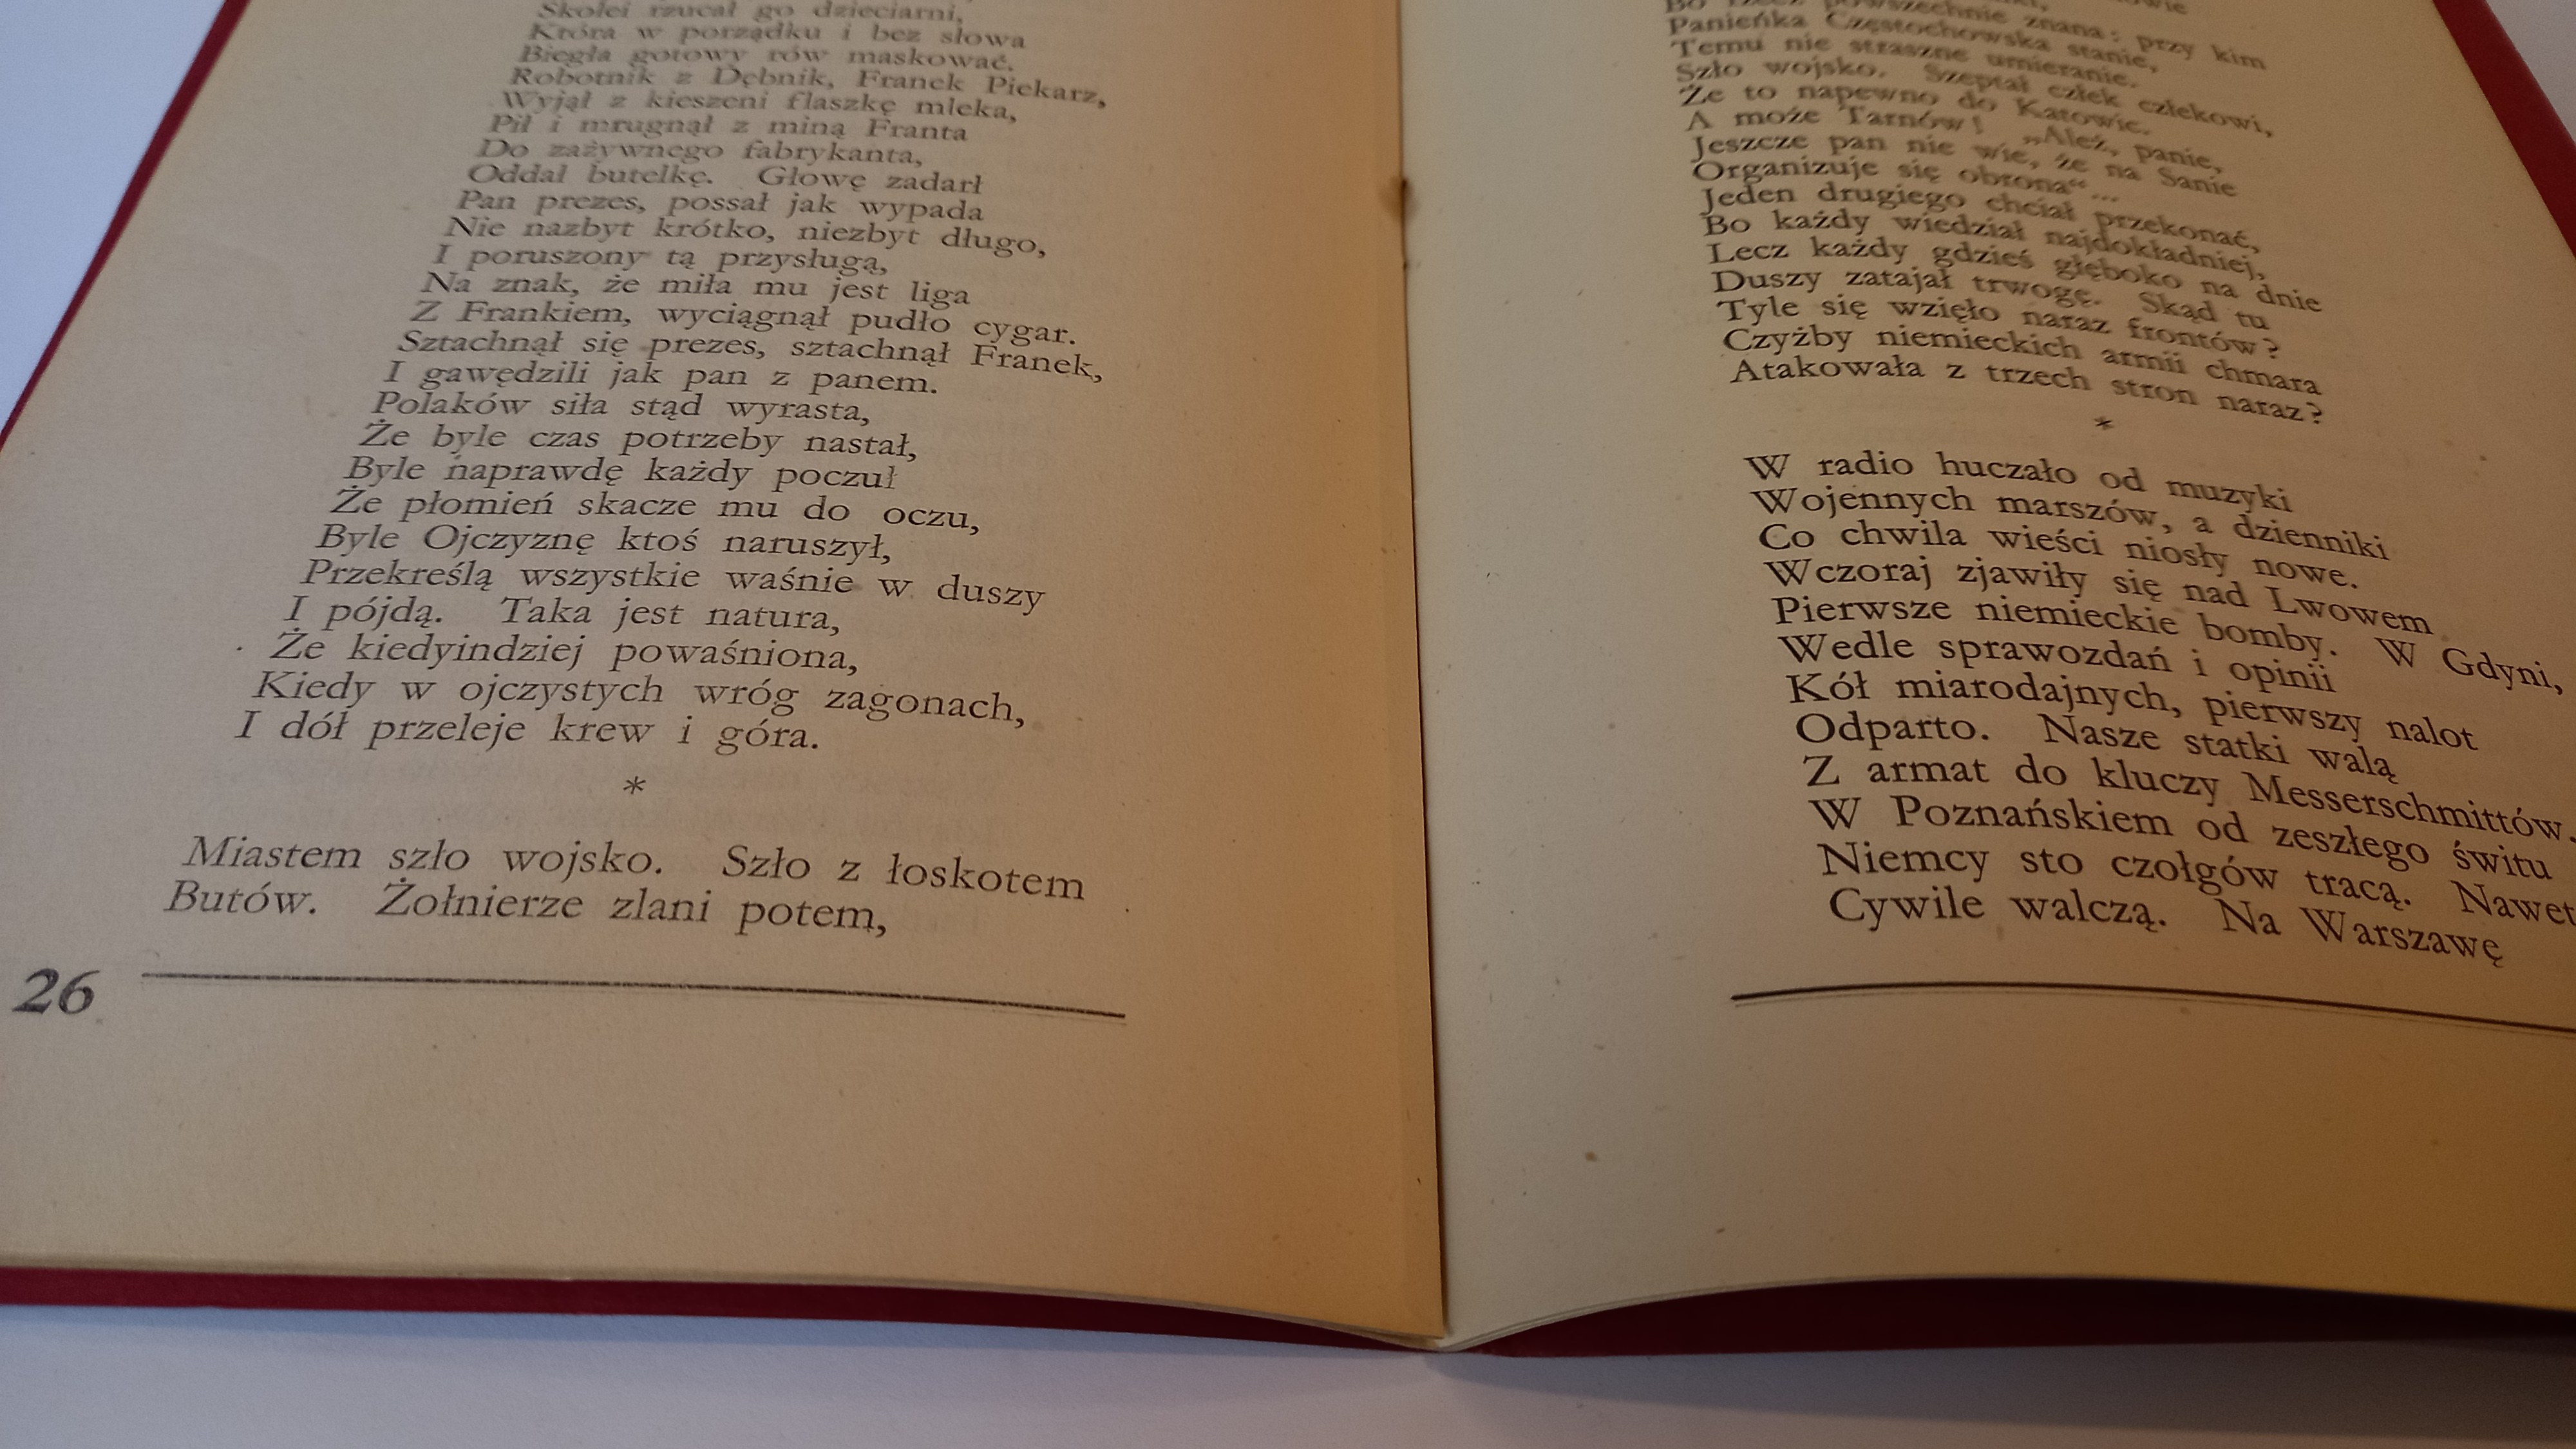 Skolei rzucał go dzieciarni,
Która w porządku i bez słowa
Biegła gotowy rów maskować.
Robotnik z Dębnik, Franek Piekarz,
Wyjął z kieszeni flaszkę mleka,
Pił i mrugnął z miną Franta
Do zażywnego fabrykanta,
Oddał butelkę. Głowę zadarł
Pan prezes, possał jak wypada
Nie nazbyt krótko, niezbyt długo,
I poruszony tą przysługą,
Na znak, że miła mu jest liga
Z Frankiem, wyciągnął pudło cygar.
Sztachnął się prezes, sztachnął Franek,
I gawędzili jak pan z panem.
Polaków siła stąd wyrasta,
Że byle czas potrzeby nastał,
Byle naprawdę każdy poczuł
Że płomień skacze mu do oczu,
Byle Ojczyznę ktoś naruszył,
Przekreślą wszystkie waśnie w duszy
I pójdą. Taka jest natura,
Że kiedyindziej powaśniona,
Kiedy w ojczystych wróg zagonach,
I dół przeleje krew i góra.
*
Miastem szło wojsko. Szło z łoskotem
Butów. Żołnierze zlani potem,
26
Bo rzecz powszechnie znana: przy kim
Panieńka Częstochowska stanie,
Temu nie straszne umieranie.
Szło wojsko. Szeptał człek człekowi,
Że to napewno do Katowic.
A może Tarnów! „Ależ, panie,
Jeszcze pan nie wie, że na Sanie
Organizuje się obrona“...
Jeden drugiego chciał przekonać,
Bo każdy wiedział najdokładniej,
Lecz każdy gdzieś głęboko na dnie
Duszy zatajał trwogę. Skąd tu
Tyle się wzięło naraz frontów?
Czyżby niemieckich armii chmara
Atakowała z trzech stron naraz?
*
W radio huczało od muzyki
Wojennych marszów, a dzienniki
Co chwila wieści niosły nowe.
Wczoraj zjawiły się nad Lwowem
Pierwsze niemieckie bomby. W Gdyni,
Wedle sprawozdań i opinii
Kół miarodajnych, pierwszy nalot
Odparto. Nasze statki walą
Z armat do kluczy Messerschmittów.
W Poznańskiem od zeszłego świtu
Niemcy sto czołgów tracą. Nawet
Cywile walczą. Na Warszawę